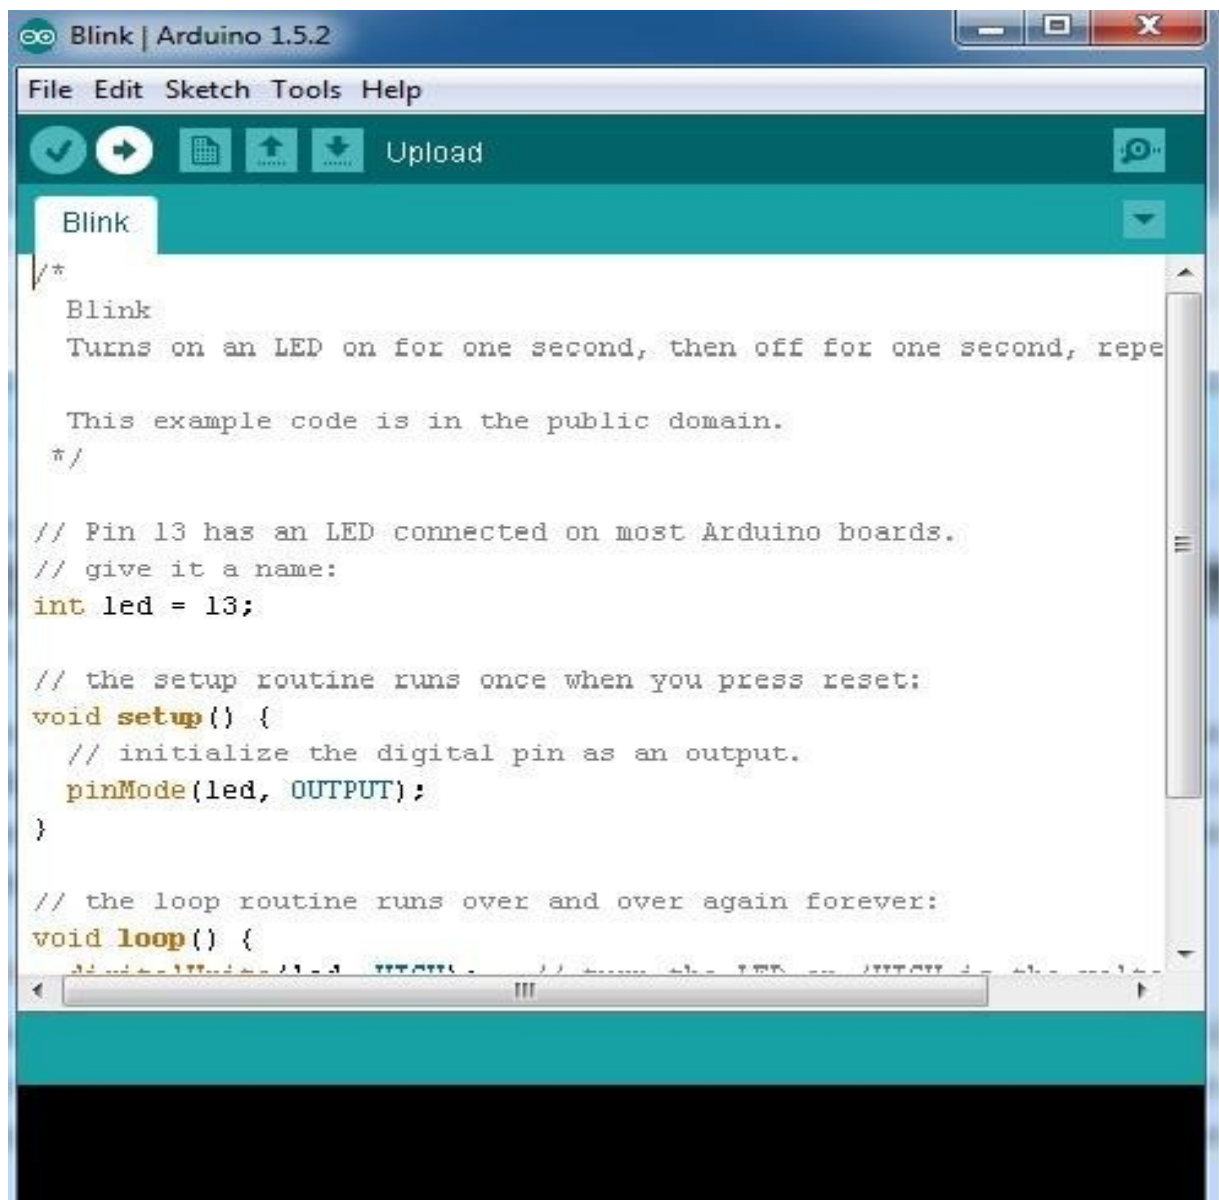 Blink | Arduino 1.5.2
File Edit Sketch Tools Help
Upload
Blink
/*
Blink
Turns on an LED on for one second, then off for one second, repe
This example code is in the public domain.
*/
// Pin 13 has an LED connected on most Arduino boards.
// give it a name:
int led = 13;
// the setup routine runs once when you press reset:
void setup() {
// initialize the digital pin as an output.
pinMode(led, OUTPUT);
}
// the loop routine runs over and over again forever:
void loop() {